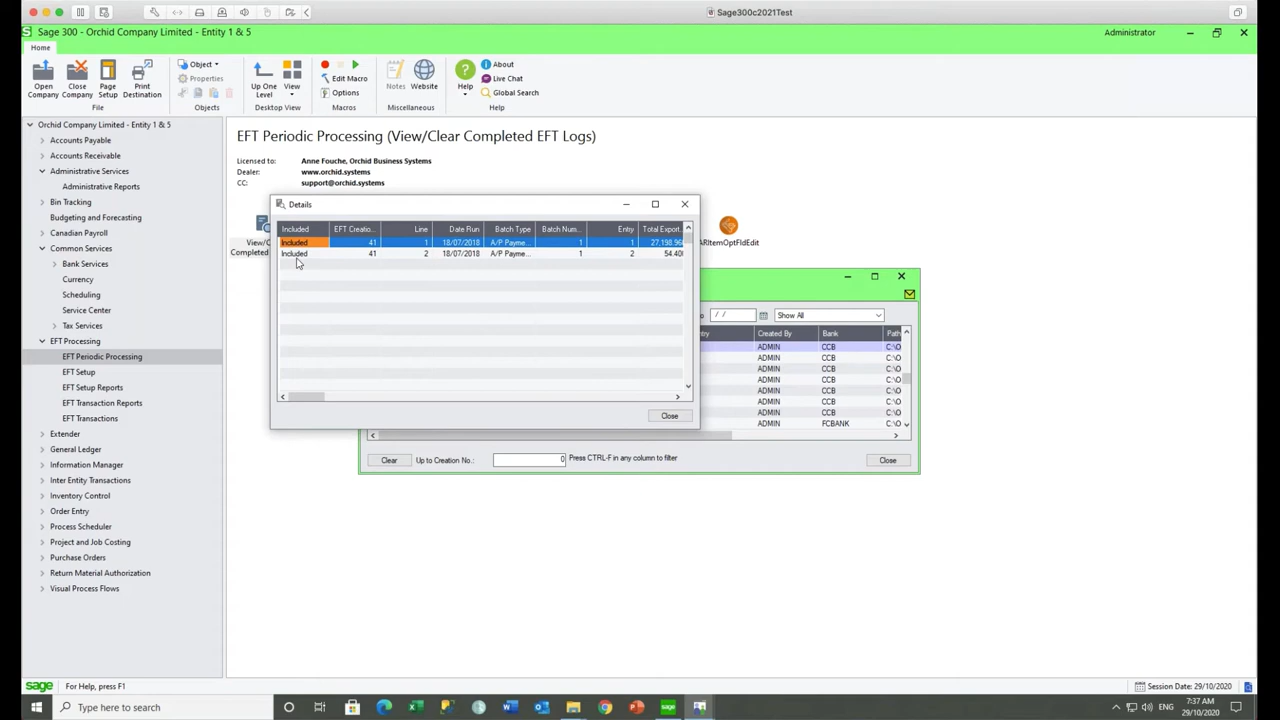 Sage300c2021Test
Sage 300 - Orchid Company Limited - Entity 1 & 5
Administrator
Home
Open Company
Close Company
Page Setup
Print Destination
File
Object
Properties
Objects
Up One Level
View
Desktop View
Edit Macro
Options
Macros
Notes
Website
Miscellaneous
Help
About
Live Chat
Global Search
Help
Orchid Company Limited - Entity 1 & 5
Accounts Payable
Accounts Receivable
Administrative Services
Administrative Reports
Bin Tracking
Budgeting and Forecasting
Canadian Payroll
Common Services
Bank Services
Currency
Scheduling
Service Center
Tax Services
EFT Processing
EFT Periodic Processing
EFT Setup
EFT Setup Reports
EFT Transaction Reports
EFT Transactions
Extender
General Ledger
Information Manager
Inter Entity Transactions
Inventory Control
Order Entry
Process Scheduler
Project and Job Costing
Purchase Orders
Return Material Authorization
Visual Process Flows
EFT Periodic Processing (View/Clear Completed EFT Logs)
Licensed to: Anne Fouche, Orchid Business Systems
Dealer: www.orchid.systems
CC: support@orchid.systems
Details
Included EFT Creatio... Line Date Run Batch Type Batch Num... Entry Total Export
Included 41 1 18/07/2018 A/P Payme... 1 1
Included 41 2 18/07/2018 A/P Payme... 1 2
Close
ARItemOptFldEdit
/ / Show All
Created By Bank Path
ADMIN CCB C:\O
ADMIN CCB C:\O
ADMIN CCB C:\O
ADMIN CCB C:\O
ADMIN CCB C:\O
ADMIN CCB C:\O
ADMIN CCB C:\O
ADMIN FCBANK C:\O
Clear Up to Creation No.: 0 Press CTRL-F in any column to filter Close
sage For Help, press F1
Session Date: 29/10/2020
Type here to search
ENG
7:37 AM
29/10/2020